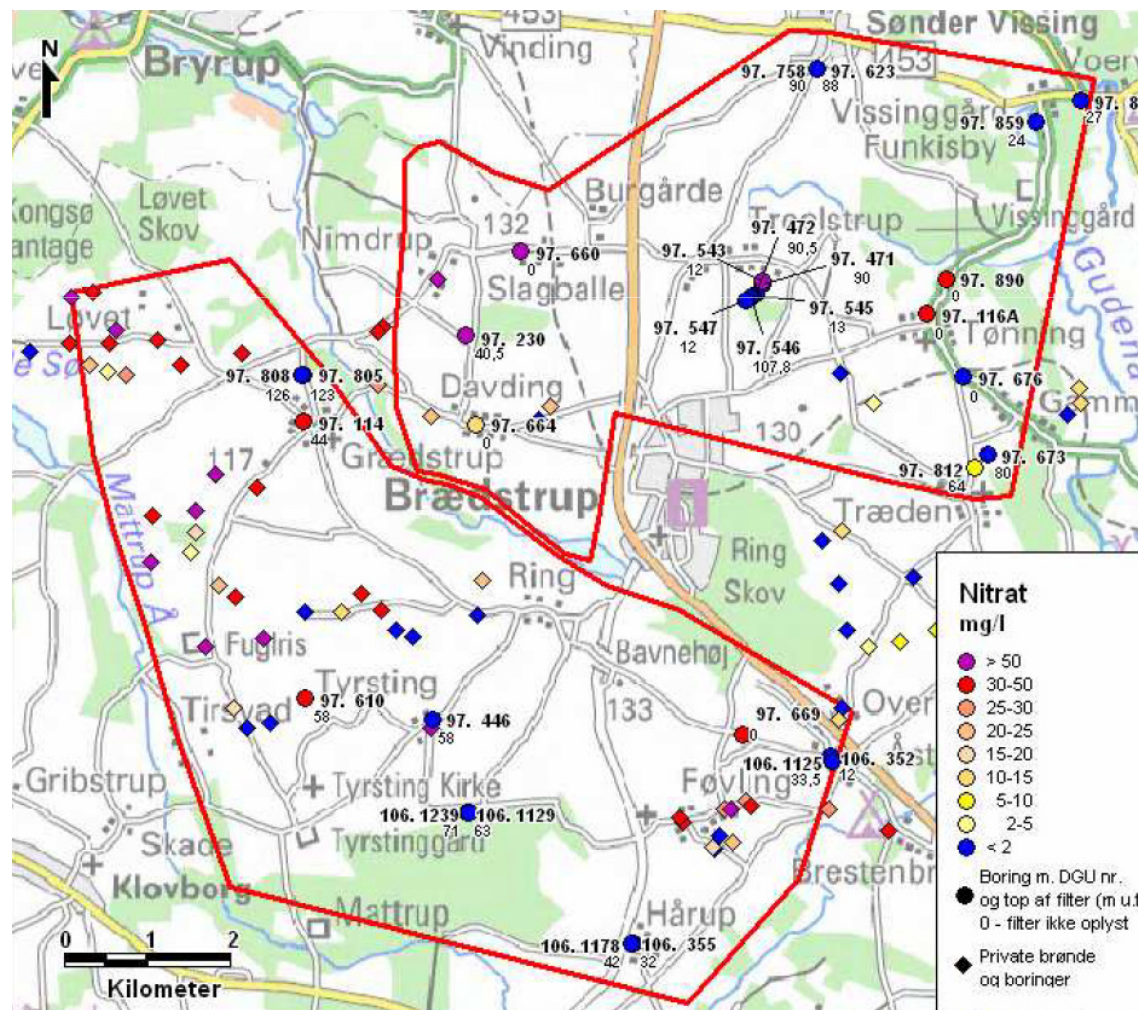 453
Sønder Vissing
Vinding
N
Bryrup
453
97. 758
97. 623
90
88
Vissinggård
97. 859
27
24
Funkisby
Løvet
Skov
Burgårde
132
Vissinggård
Nimdrup
97. 472
90,5
97. 543
12
97. 471
90
97. 660
0
Slagballe
97. 890
0
97. 545
13
97. 116A
0
Tønning
Løvet
97. 547
12
97. 546
107,8
97. 230
40,5
Gudenå
97. 808
97. 805
126
123
Davding
97. 676
0
97. 114
44
97. 664
0
130
Grædstrup
117
97. 812
64
97. 673
80
Brædstrup
Træden
Mattrup Å
Ring
Ring
Skov
Fuglris
Bavnehøj
Tyrsting
97. 610
58
Tirsvad
97. 446
58
133
97. 669
0
Over
106. 1125
33,5
106. 352
12
Gribstrup
Tyrsting Kirke
Føvling
106. 1239
106. 1129
71
63
Skade
Tyrstinggård
Klovborg
Mattrup
Hårup
106. 1178
106. 355
42
32
0 1 2
Kilometer
Nitrat
mg/l
> 50
30-50
25-30
20-25
15-20
10-15
5-10
2-5
< 2
Boring m. DGU nr.
og top af filter (m u.t
0 - filter ikke oplyst
Private brønde
og boringer